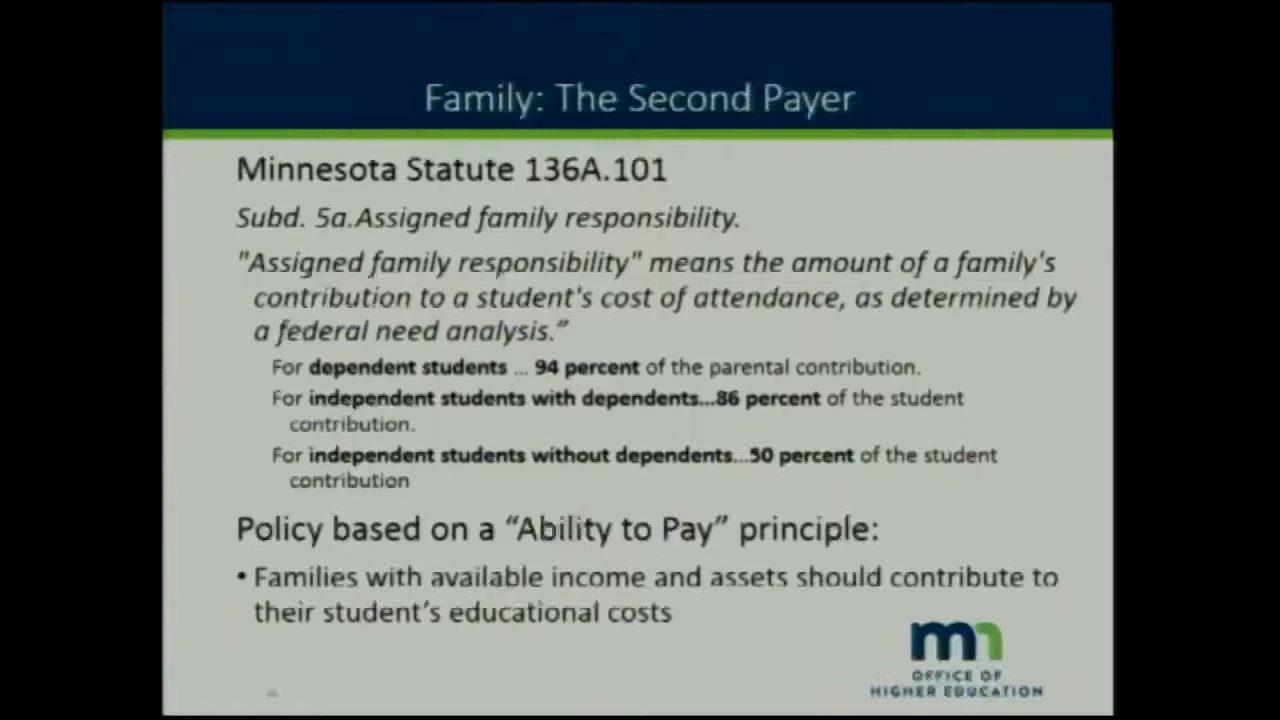 Family: The Second Payer
Minnesota Statute 136A.101
Subd. 5a.Assigned family responsibility.
"Assigned family responsibility" means the amount of a family's
contribution to a student's cost of attendance, as determined by
a federal need analysis.”
For dependent students ... 94 percent of the parental contribution.
For independent students with dependents...86 percent of the student
contribution.
For independent students without dependents...50 percent of the student
contribution
Policy based on a “Ability to Pay” principle:
• Families with available income and assets should contribute to
their student’s educational costs
mn
OFFICE OF
HIGHER EDUCATION